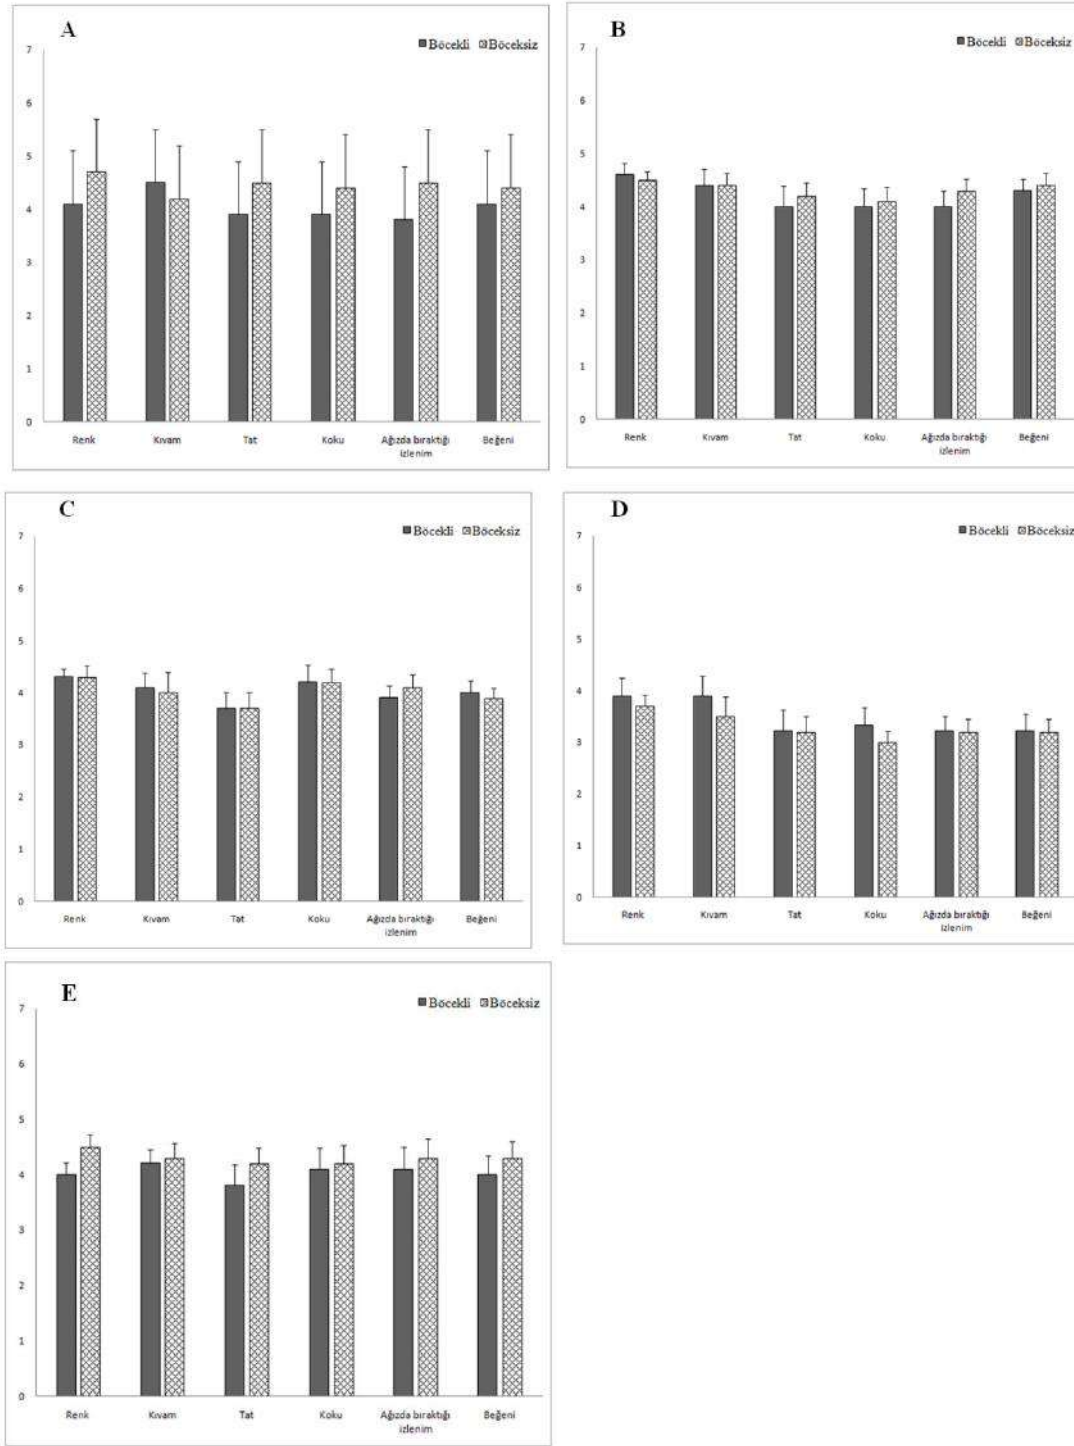 A
Böcekli Böceksiz
7
6
5
4
3
2
1
0
Renk Kıvam Tat Koku Ağızda bıraktığı izlenim Beğeni
B
Böcekli Böceksiz
7
6
5
4
3
2
1
0
Renk Kıvam Tat Koku Ağızda bıraktığı izlenim Beğeni
C
Böcekli Böceksiz
7
6
5
4
3
2
1
0
Renk Kıvam Tat Koku Ağızda bıraktığı izlenim Beğeni
D
Böcekli Böceksiz
7
6
5
4
3
2
1
0
Renk Kıvam Tat Koku Ağızda bıraktığı izlenim Beğeni
E
Böcekli Böceksiz
7
6
5
4
3
2
1
0
Renk Kıvam Tat Koku Ağızda bıraktığı izlenim Beğeni